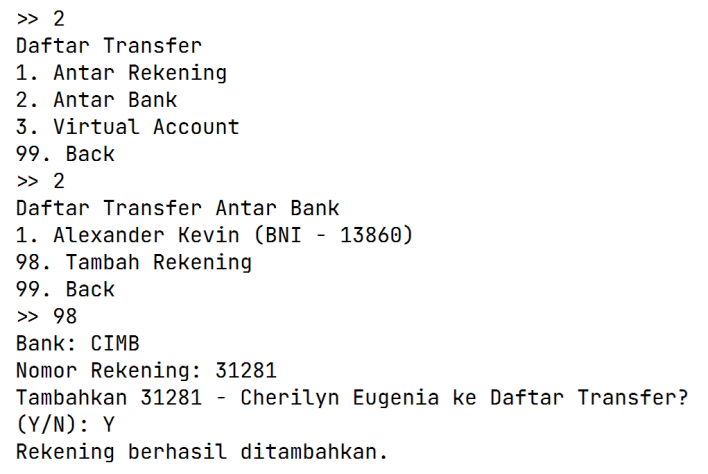 >> 2
Daftar Transfer
1. Antar Rekening
2. Antar Bank
3. Virtual Account
99. Back
>> 2
Daftar Transfer Antar Bank
1. Alexander Kevin (BNI - 13860)
98. Tambah Rekening
99. Back
>> 98
Bank: CIMB
Nomor Rekening: 31281
Tambahkan 31281 - Cherilyn Eugenia ke Daftar Transfer?
(Y/N): Y
Rekening berhasil ditambahkan.